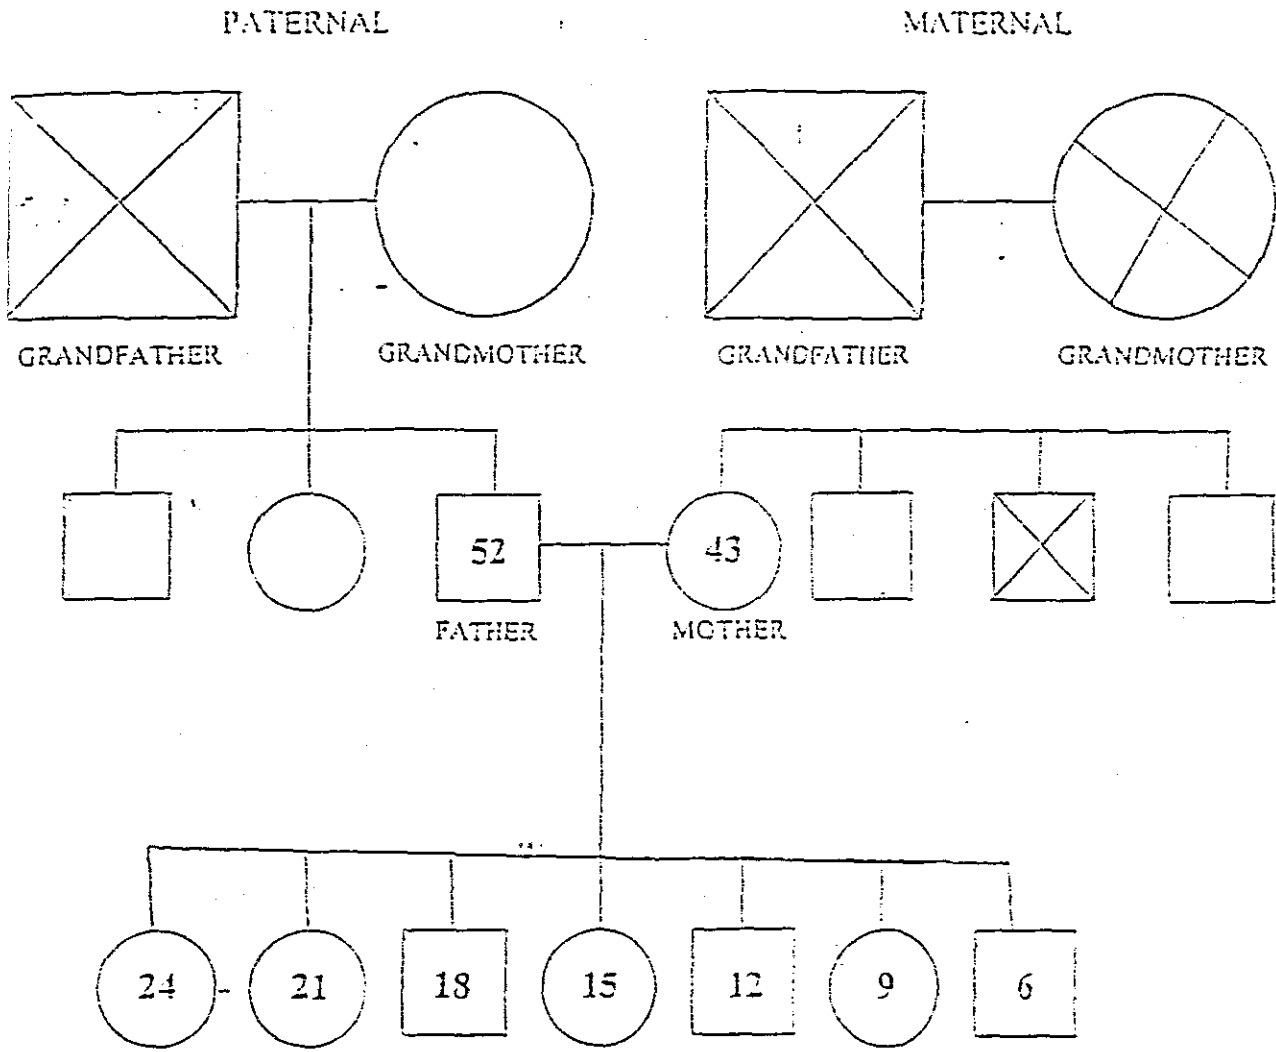 PATERNAL MATERNAL
GRANDFATHER GRANDMOTHER GRANDFATHER GRANDMOTHER
52 43
FATHER MOTHER
24 21 18 15 12 9 6